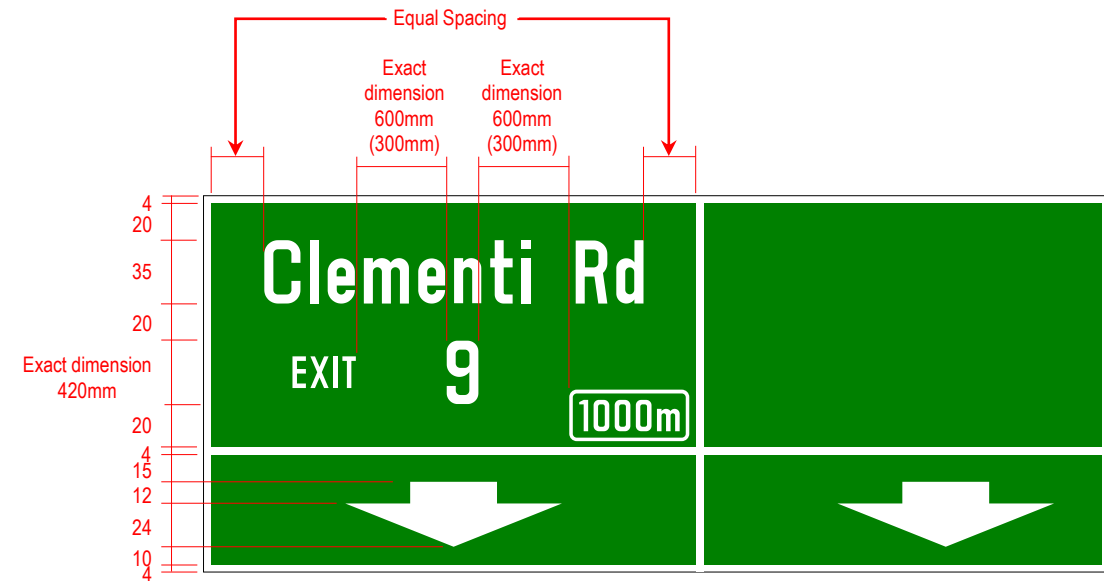 Equal Spacing
Exact
dimension
600mm
(300mm)
Exact
dimension
600mm
(300mm)
4
20
35
20
Exact dimension
420mm
20
4
15
12
24
10
4
Clementi Rd
EXIT 9
1000m